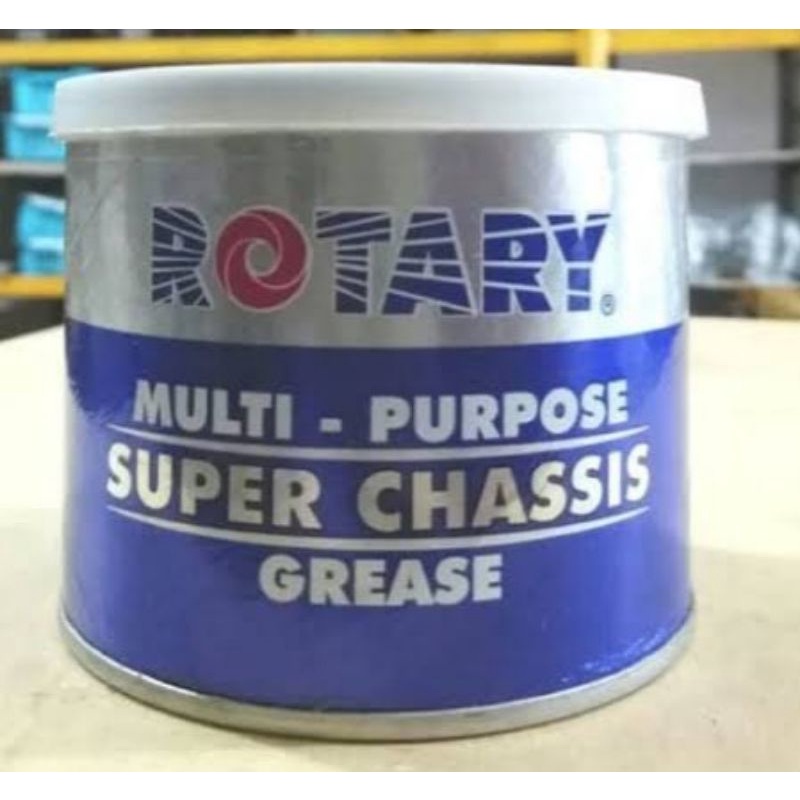 ROTARY®
MULTI - PURPOSE
SUPER CHASSIS
GREASE